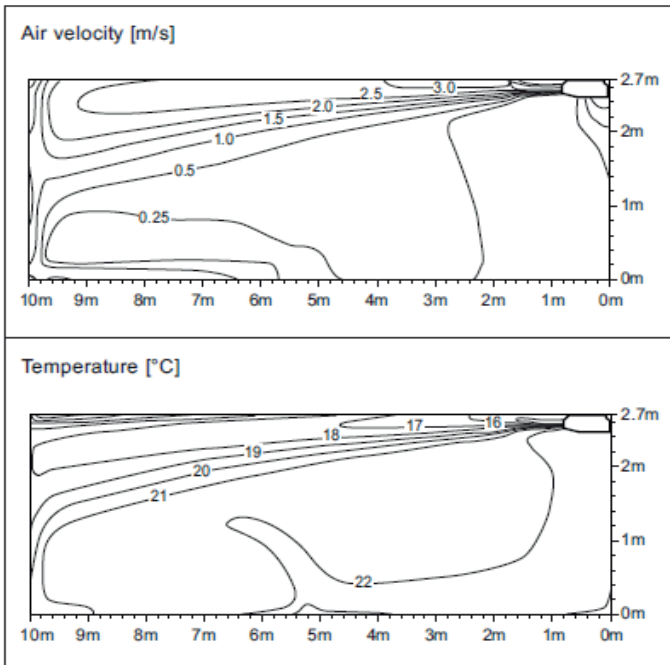 Air velocity [m/s]
3.0
2.7m
2.5
2.0
1.5
2m
1.0
0.5
1m
0.25
0m
10m 9m 8m 7m 6m 5m 4m 3m 2m 1m 0m
Temperature [°C]
16
2.7m
17
18
19
2m
20
21
1m
22
0m
10m 9m 8m 7m 6m 5m 4m 3m 2m 1m 0m